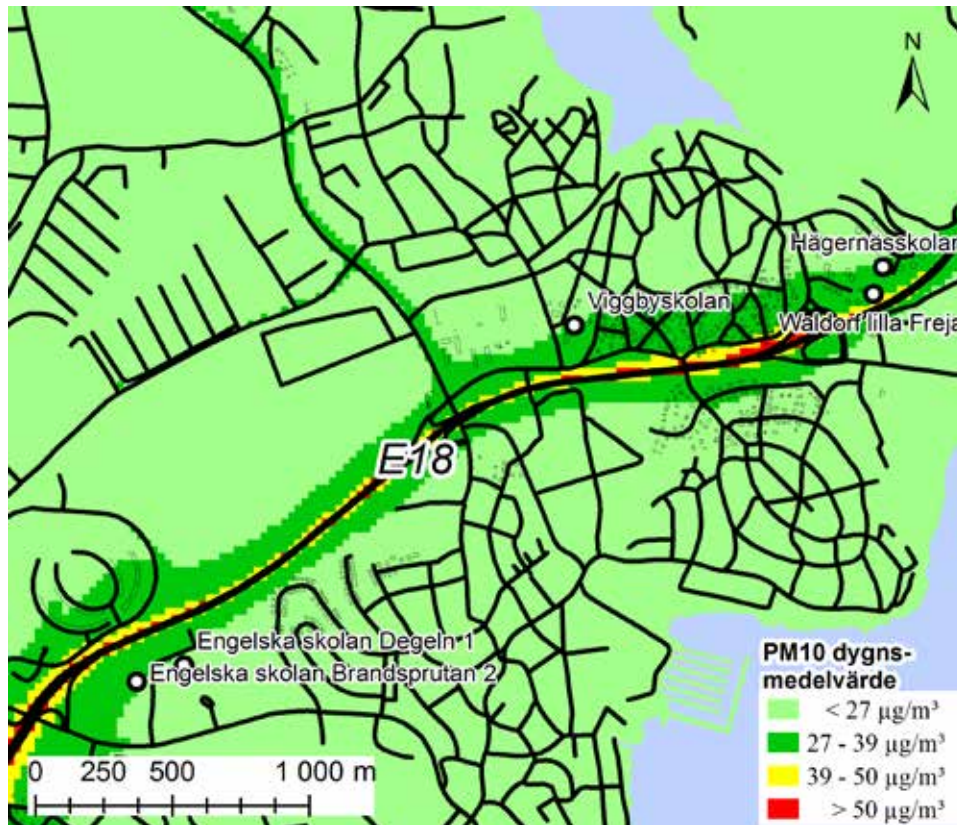 N
Hägernässkolan
Viggbyskolan
Waldorf lilla Freja
E18
Engelska skolan Degeln 1
Engelska skolan Brandsprutan 2
PM10 dygns-
medelvärde
< 27 µg/m³
27 - 39 µg/m³
39 - 50 µg/m³
> 50 µg/m³
0 250 500 1 000 m